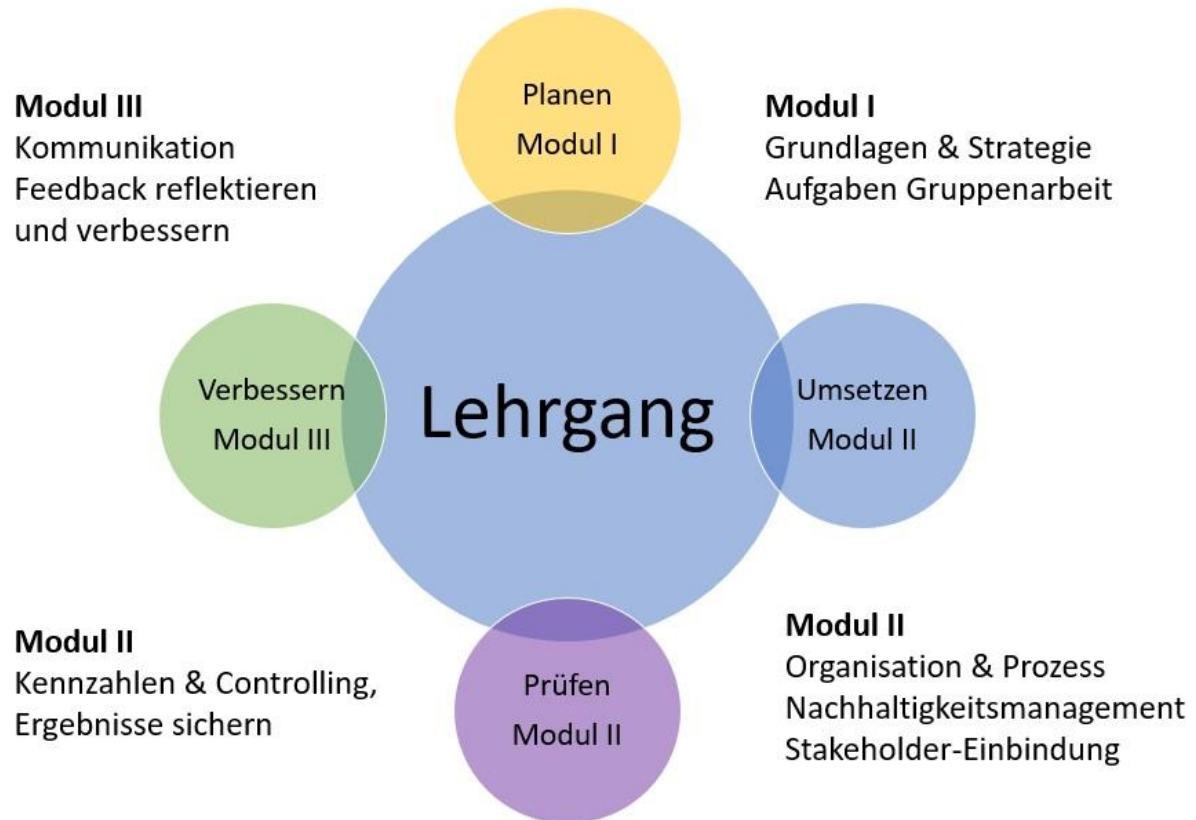 Modul III
Kommunikation
Feedback reflektieren
und verbessern
Planen
Modul I
Modul I
Grundlagen & Strategie
Aufgaben Gruppenarbeit
Verbessern
Modul III
Lehrgang
Umsetzen
Modul II
Modul II
Kennzahlen & Controlling,
Ergebnisse sichern
Prüfen
Modul II
Modul II
Organisation & Prozess
Nachhaltigkeitsmanagement
Stakeholder-Einbindung